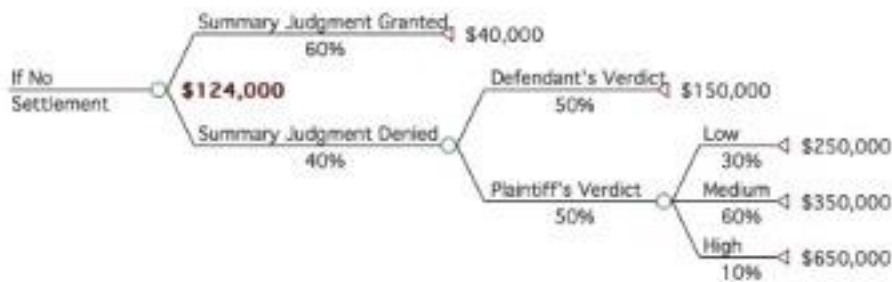 Summary Judgment Granted
60%
$40,000
If No
Settlement
$124,000
Summary Judgment Denied
40%
Defendant's Verdict
50%
$150,000
Plaintiff's Verdict
50%
Low
30%
$250,000
Medium
60%
$350,000
High
10%
$650,000